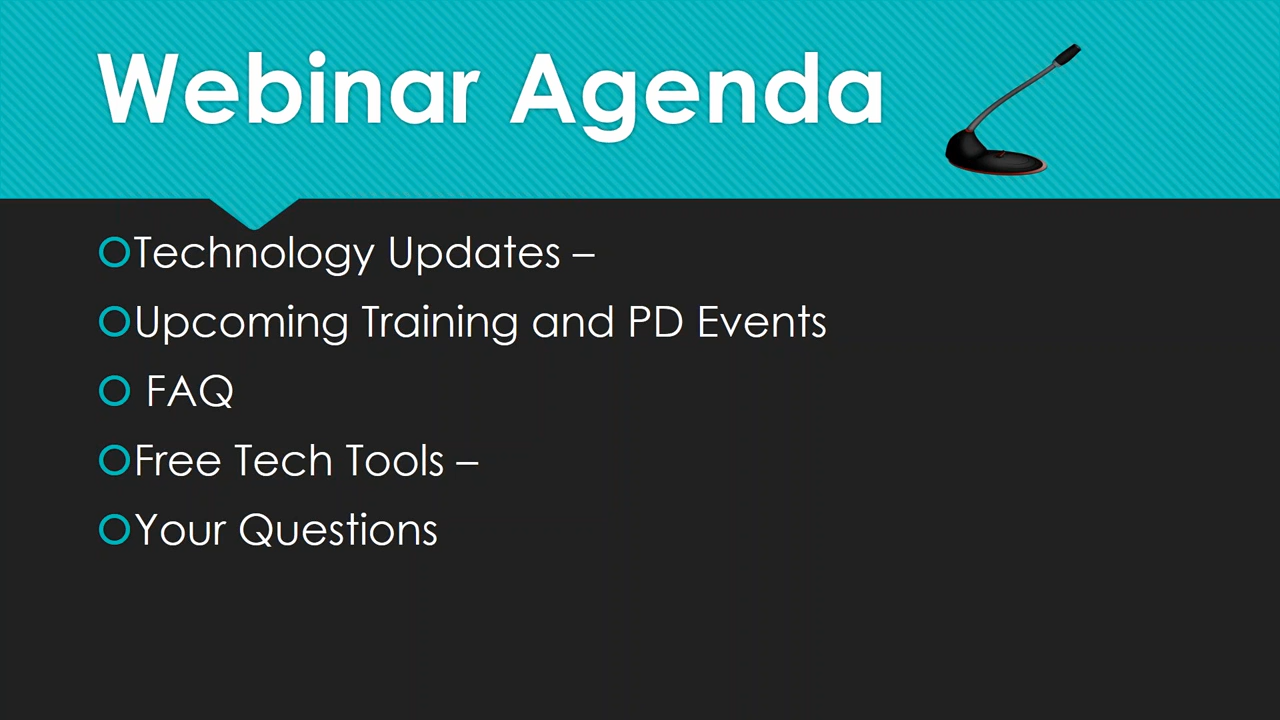 Webinar Agenda
Technology Updates –
Upcoming Training and PD Events
FAQ
Free Tech Tools –
Your Questions